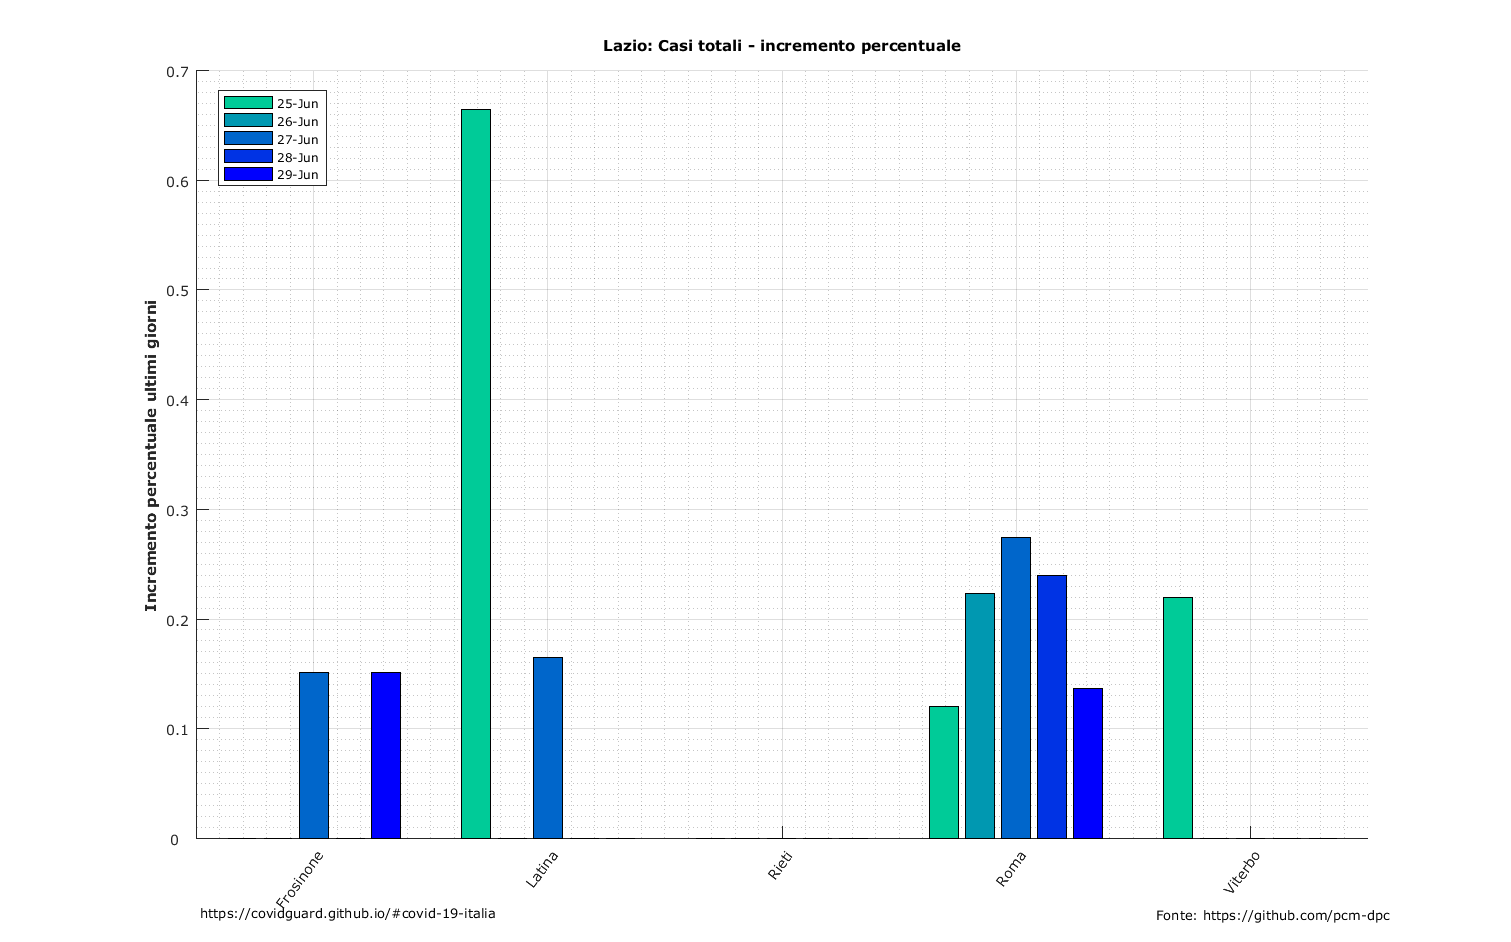 Lazio: Casi totali - incremento percentuale
0.7
0.6
0.5
0.4
0.3
0.2
0.1
0
Incremento percentuale ultimi giorni
25-Jun
26-Jun
27-Jun
28-Jun
29-Jun
Frosinone
Latina
Rieti
Roma
Viterbo
https://covidguard.github.io/#covid-19-italia
Fonte: https://github.com/pcm-dpc